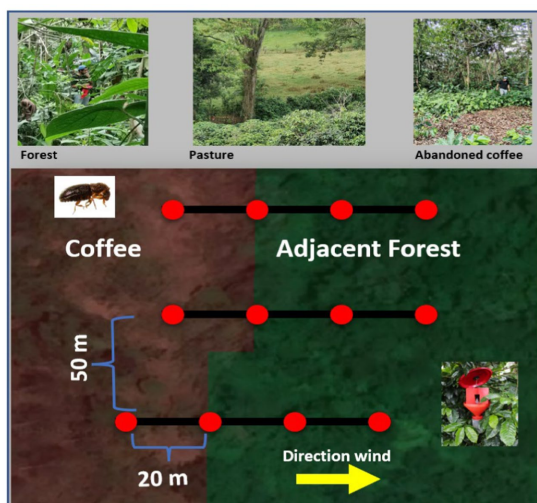 Forest
Pasture
Abandoned coffee
Coffee
Adjacent Forest
50 m
20 m
Direction wind